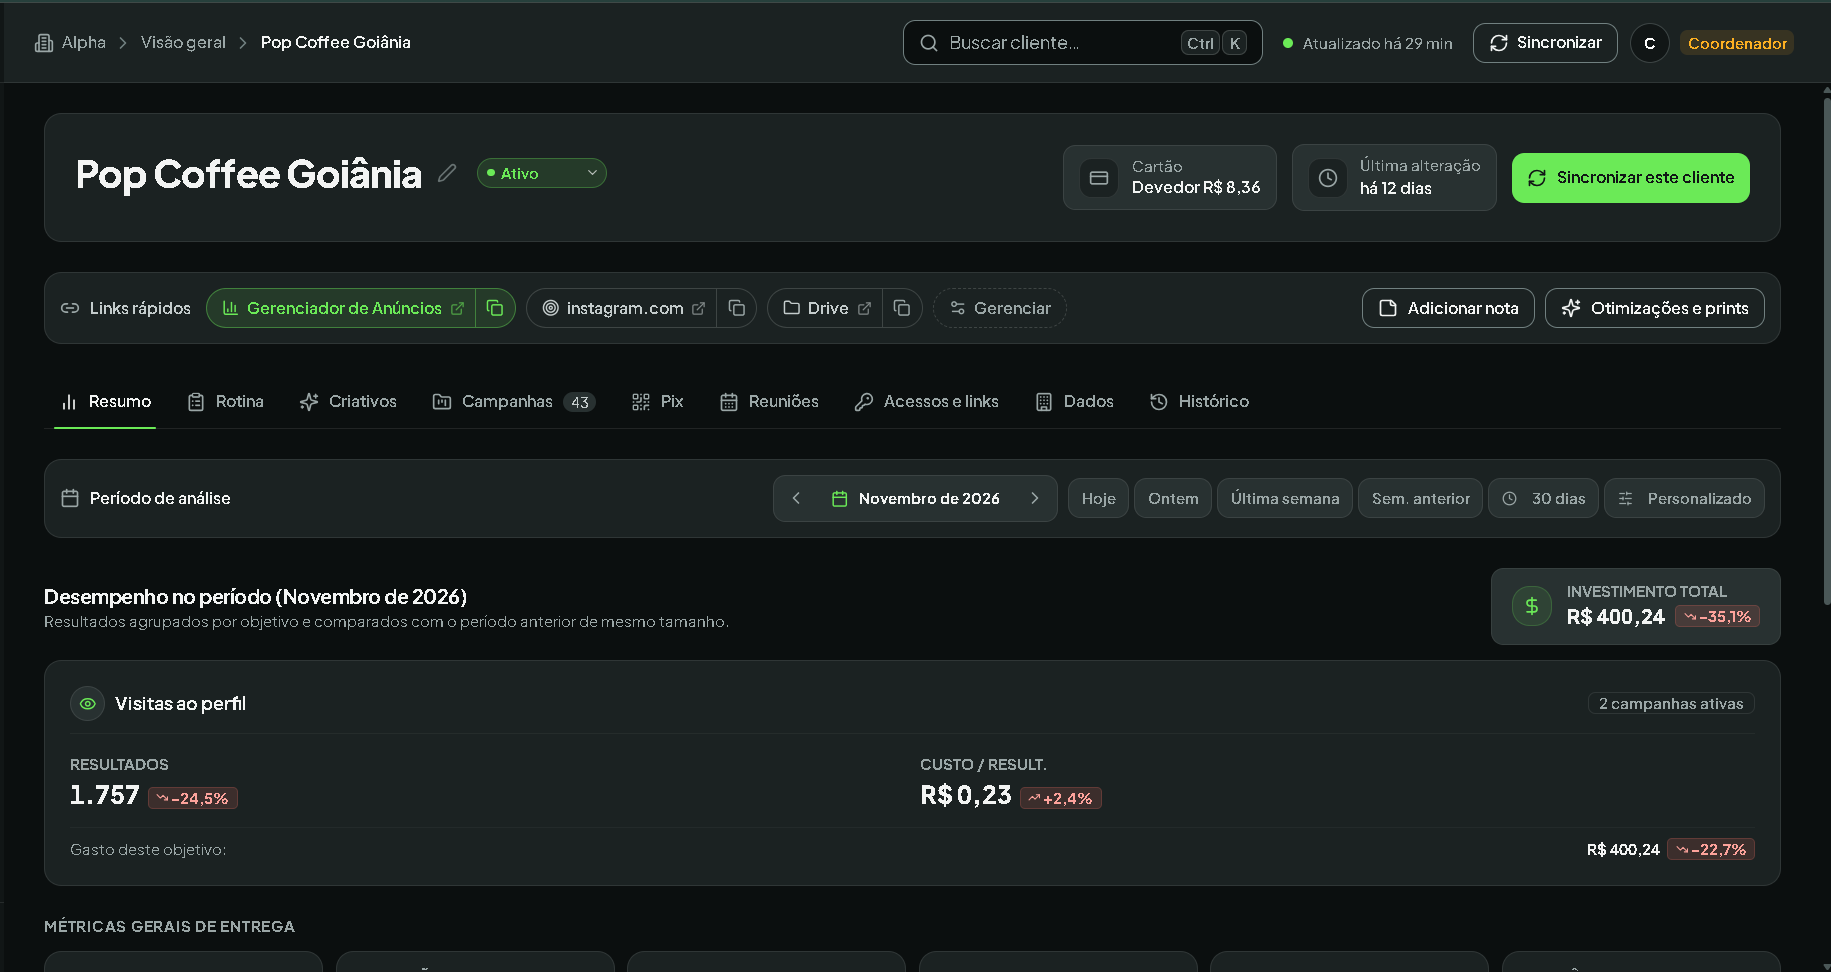 Alpha > Visão geral > Pop Coffee Goiânia
Buscar cliente... Ctrl K
Atualizado há 29 min
Sincronizar
C
Coordenador
Pop Coffee Goiânia
Ativo
Cartão
Devedor R$ 8,36
Última alteração
há 12 dias
Sincronizar este cliente
Links rápidos
Gerenciador de Anúncios
instagram.com
Drive
Gerenciar
Adicionar nota
Otimizações e prints
Resumo
Rotina
Criativos
Campanhas 43
Pix
Reuniões
Acessos e links
Dados
Histórico
Período de análise
Novembro de 2026
Hoje
Ontem
Última semana
Sem. anterior
30 dias
Personalizado
Desempenho no período (Novembro de 2026)
Resultados agrupados por objetivo e comparados com o período anterior de mesmo tamanho.
INVESTIMENTO TOTAL
R$ 400,24 -35,1%
Visitas ao perfil
2 campanhas ativas
RESULTADOS
1.757 -24,5%
CUSTO / RESULT.
R$ 0,23 +2,4%
Gasto deste objetivo:
R$ 400,24 -22,7%
MÉTRICAS GERAIS DE ENTREGA